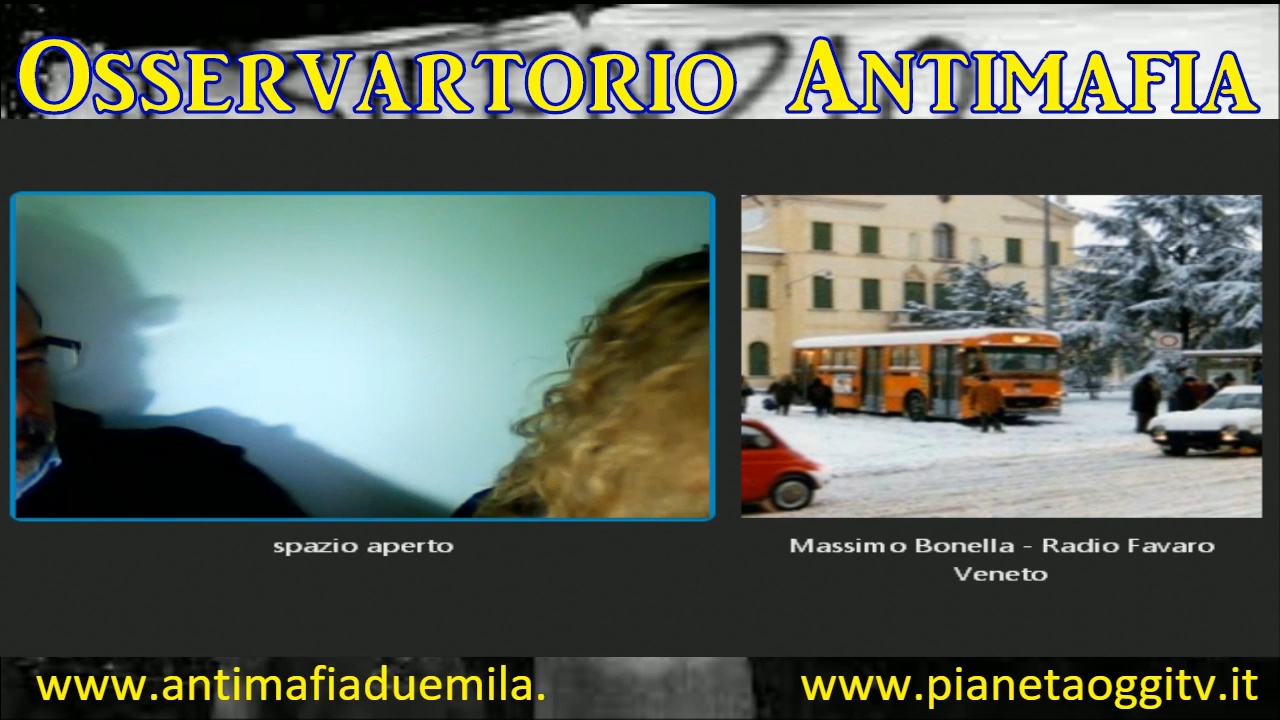 OSSERVARTORIO ANTIMAFIA
spazio aperto
Massimo Bonella - Radio Favaro
Veneto
www.antimafiaduemila.
www.pianetaoggitv.it